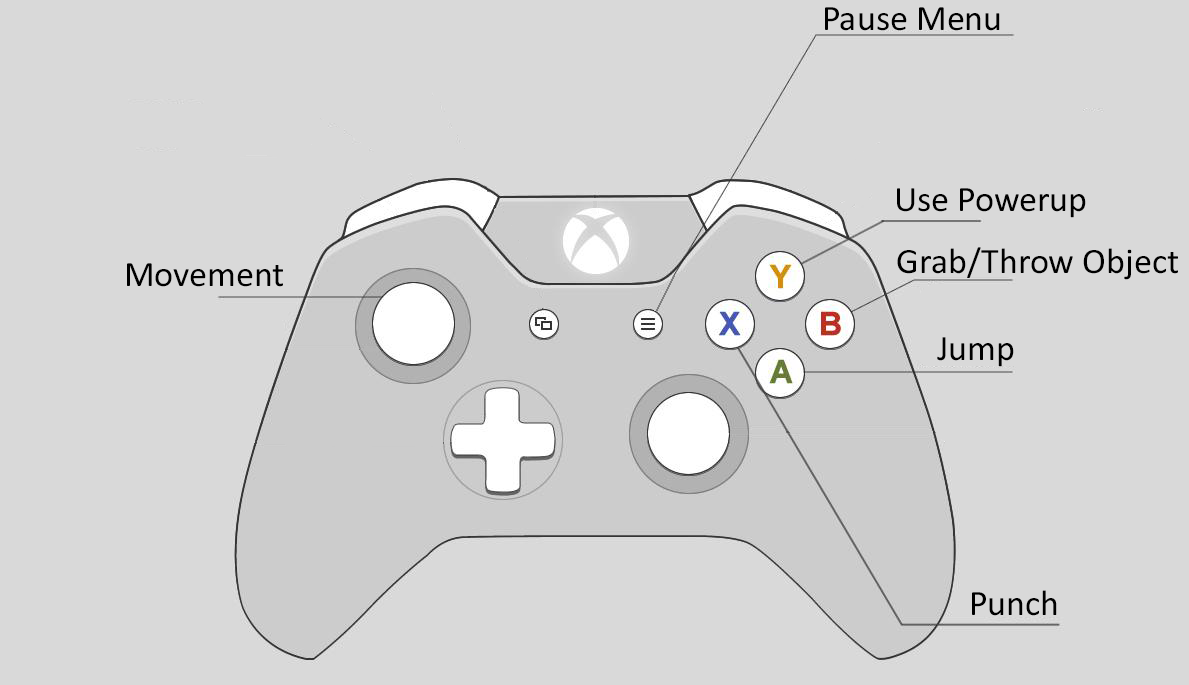 Pause Menu
Use Powerup
Grab/Throw Object
Movement
Y
X
B
A
Jump
Punch